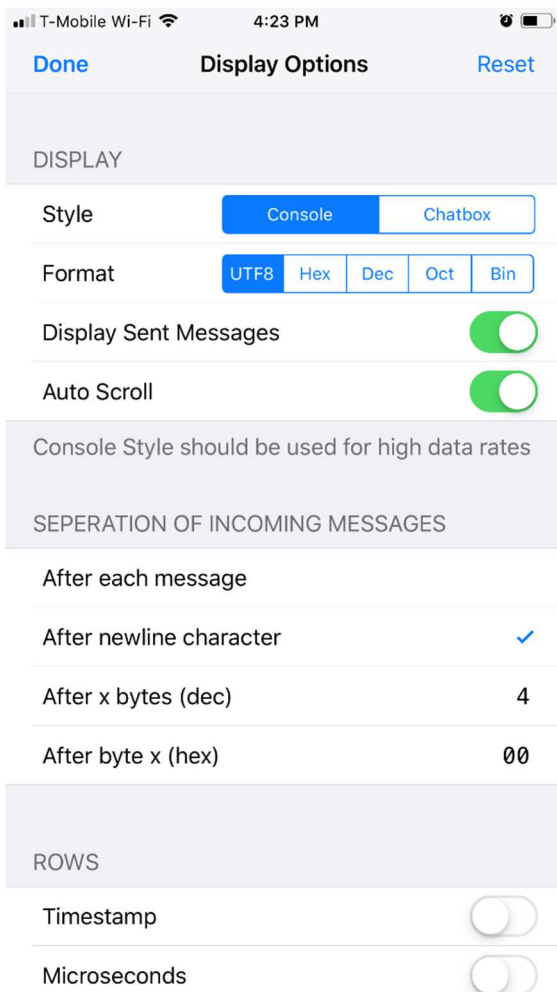 T-Mobile Wi-Fi 4:23 PM
Done Display Options Reset
DISPLAY
Style Console Chatbox
Format UTF8 Hex Dec Oct Bin
Display Sent Messages
Auto Scroll
Console Style should be used for high data rates
SEPERATION OF INCOMING MESSAGES
After each message
After newline character
After x bytes (dec) 4
After byte x (hex) 00
ROWS
Timestamp
Microseconds